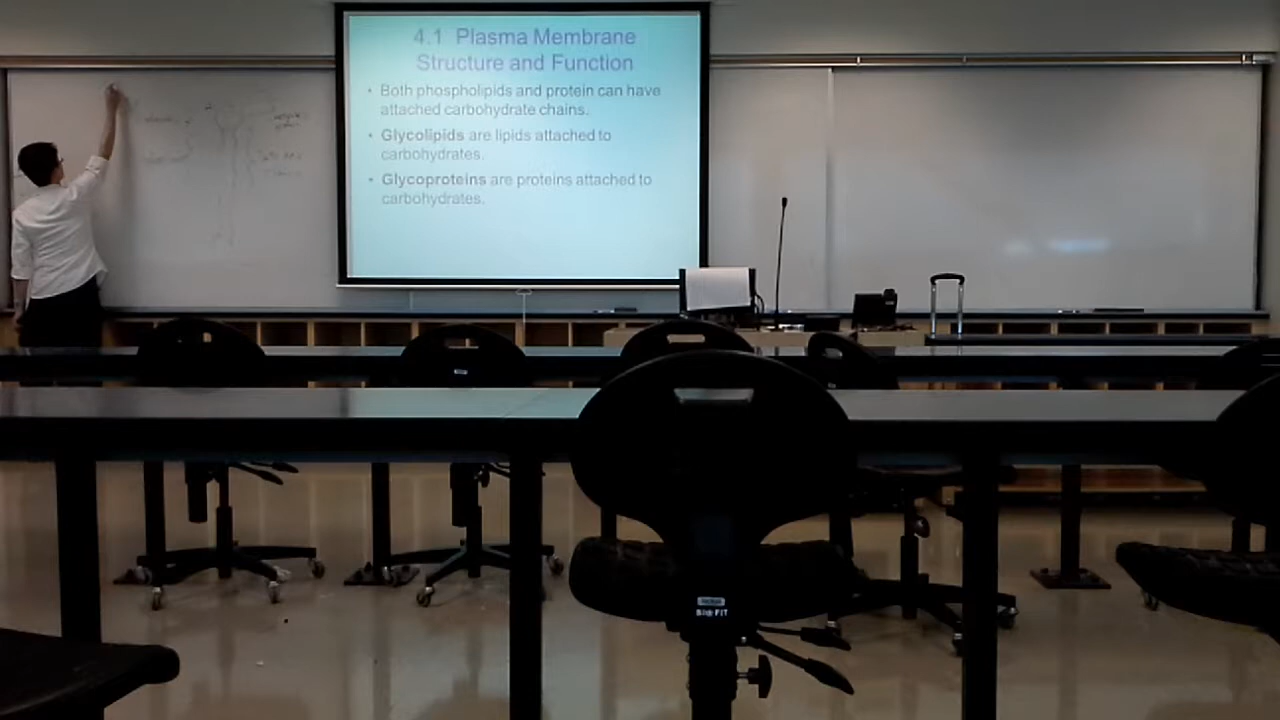 4.1 Plasma Membrane
Structure and Function
• Both phospholipids and protein can have
attached carbohydrate chains.
• Glycolipids are lipids attached to
carbohydrates.
• Glycoproteins are proteins attached to
carbohydrates.
FIT